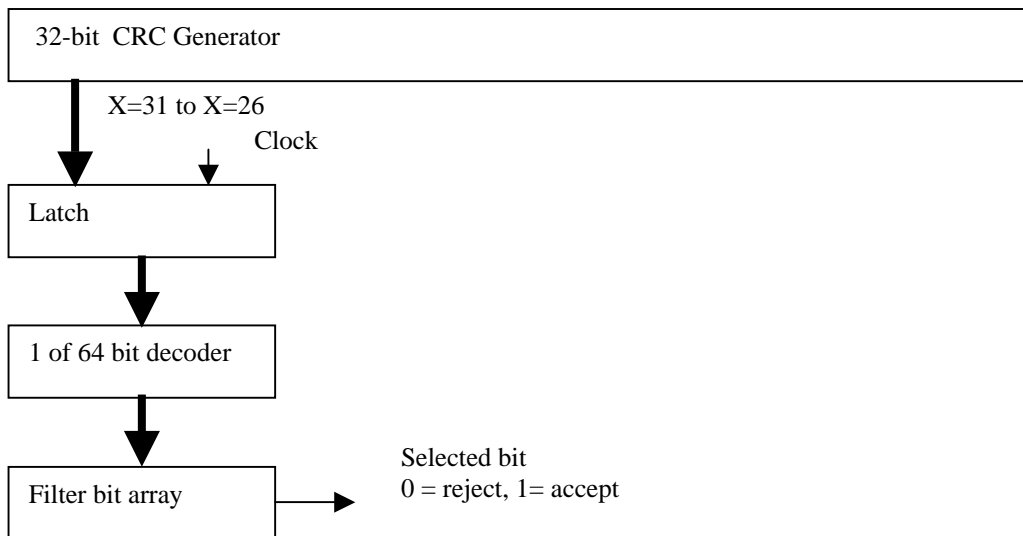 32-bit  CRC Generator
X=31 to X=26
Clock
Latch
1 of 64 bit decoder
Filter bit array
Selected bit
0 = reject, 1= accept